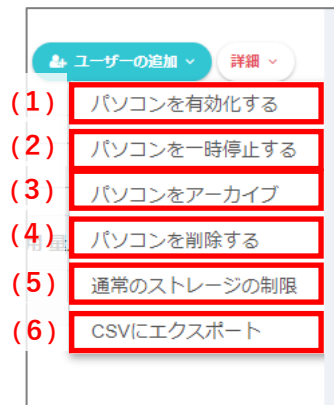 ユーザーの追加 詳細
(1) パソコンを有効化する
(2) パソコンを一時停止する
(3) パソコンをアーカイブ
(4) パソコンを削除する
(5) 通常のストレージの制限
(6) CSVにエクスポート